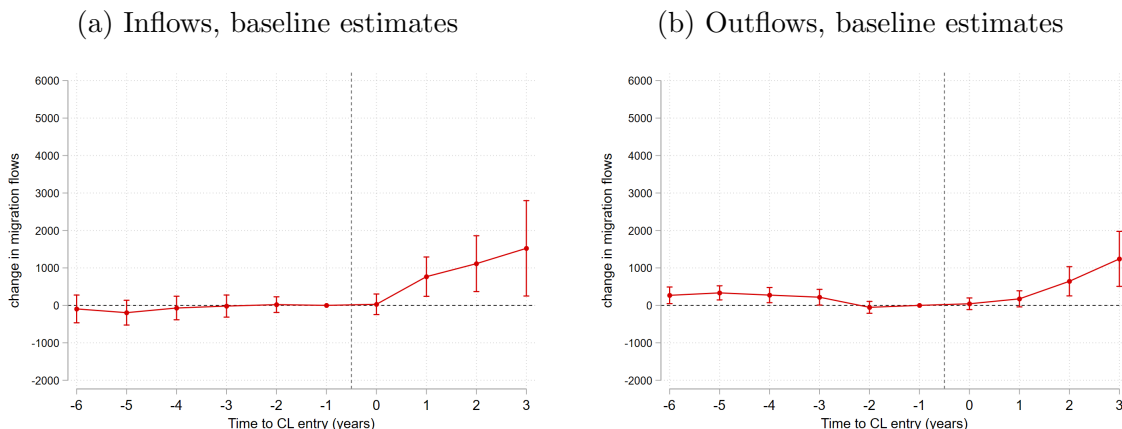 (a) Inflows, baseline estimates
(b) Outflows, baseline estimates
6000
5000
4000
3000
2000
1000
0
-1000
-2000
change in migration flows
-6 -5 -4 -3 -2 -1 0 1 2 3
Time to CL entry (years)
6000
5000
4000
3000
2000
1000
0
-1000
-2000
change in migration flows
-6 -5 -4 -3 -2 -1 0 1 2 3
Time to CL entry (years)